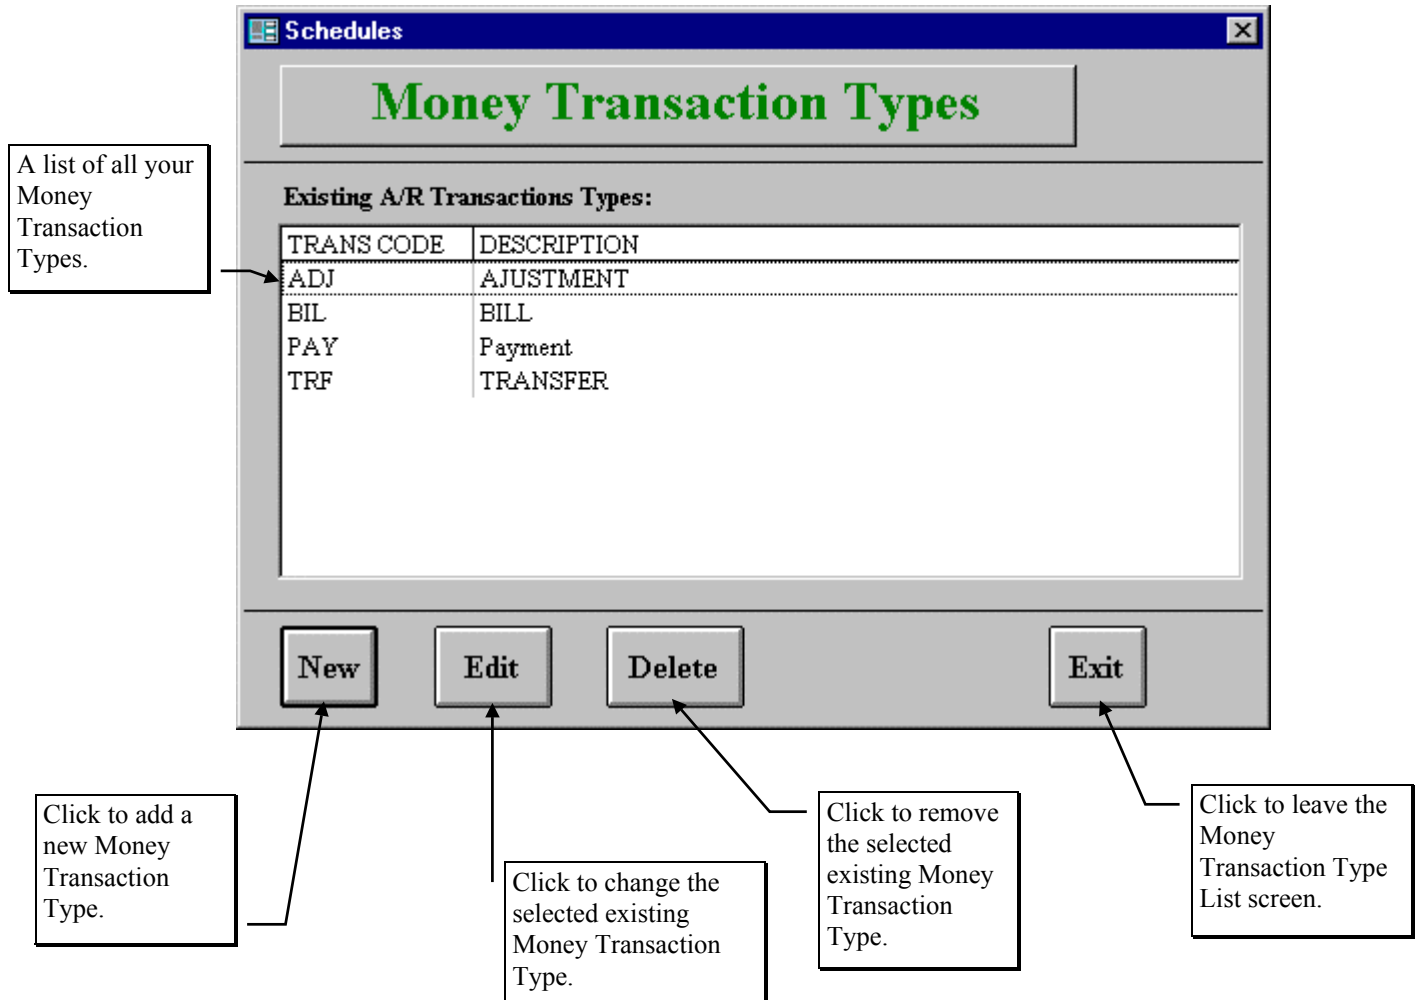 Schedules
Money Transaction Types
A list of all your
Money
Transaction
Types.
Existing A/R Transactions Types:
TRANS CODE DESCRIPTION
ADJ AJUSTMENT
BIL BILL
PAY Payment
TRF TRANSFER
New Edit Delete Exit
Click to add a
new Money
Transaction
Type.
Click to change the
selected existing
Money Transaction
Type.
Click to remove
the selected
existing Money
Transaction
Type.
Click to leave the
Money
Transaction Type
List screen.